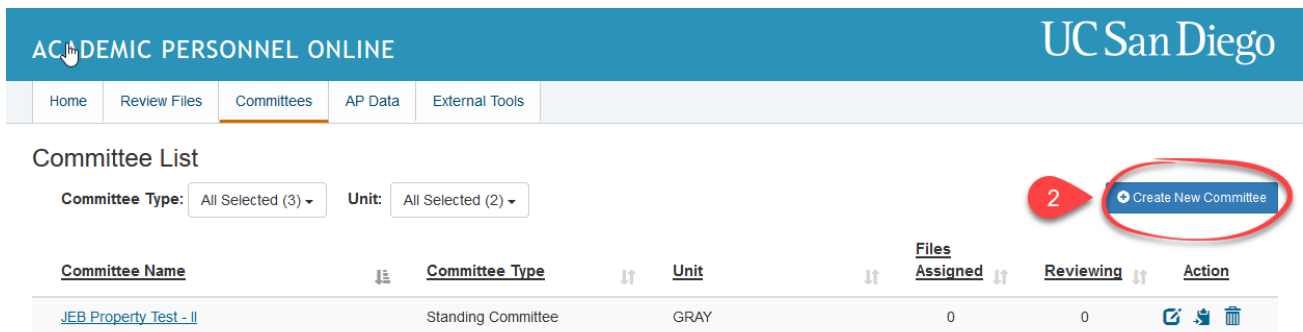 ACADEMIC PERSONNEL ONLINE
UC San Diego
Home Review Files Committees AP Data External Tools
Committee List
Committee Type: All Selected (3) Unit: All Selected (2)
2 Create New Committee
Committee Name Committee Type Unit Files Assigned Reviewing Action
JEB Property Test - II Standing Committee GRAY 0 0